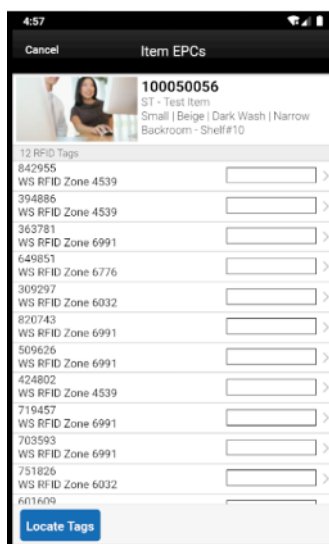 4:57
Cancel
Item EPCs
100050056
ST - Test Item
Small | Beige | Dark Wash | Narrow
Backroom - Shelf#10
12 RFID Tags
842955
WS RFID Zone 4539
394886
WS RFID Zone 4539
363781
WS RFID Zone 6991
649851
WS RFID Zone 6776
309297
WS RFID Zone 6032
820743
WS RFID Zone 6991
509626
WS RFID Zone 6991
424802
WS RFID Zone 4539
719457
WS RFID Zone 6991
703593
WS RFID Zone 6991
751826
WS RFID Zone 6032
601609
Locate Tags